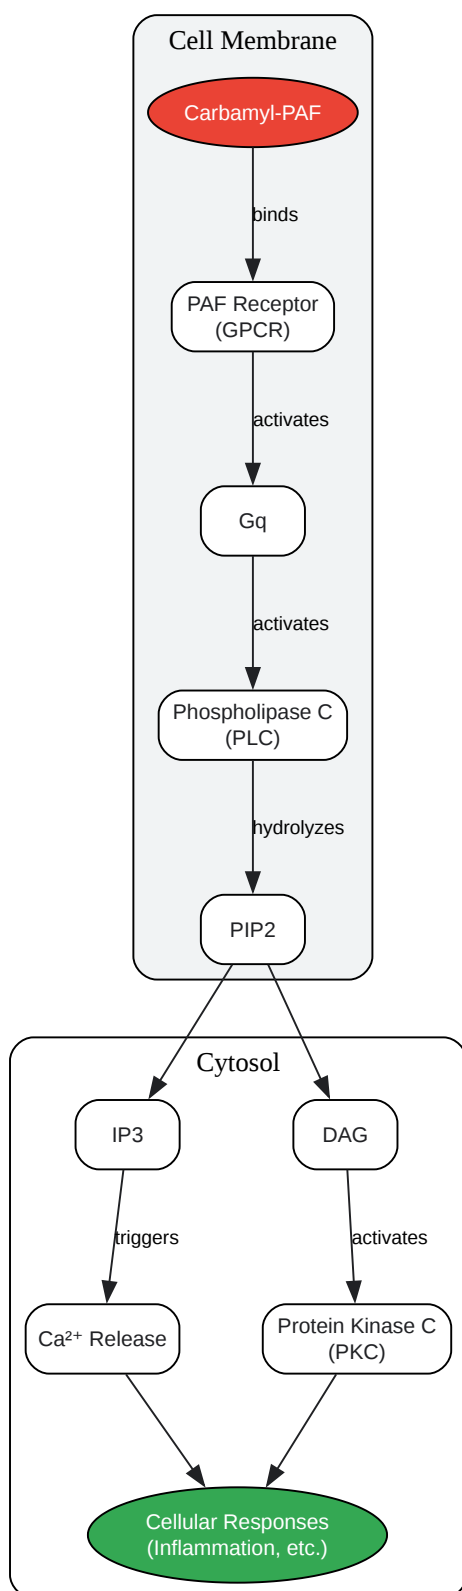 Cell Membrane
Carbamyl-PAF
binds
PAF Receptor
(GPCR)
activates
Gq
activates
Phospholipase C
(PLC)
hydrolyzes
PIP2
Cytosol
IP3
DAG
triggers
activates
Ca²⁺ Release
Protein Kinase C
(PKC)
Cellular Responses
(Inflammation, etc.)